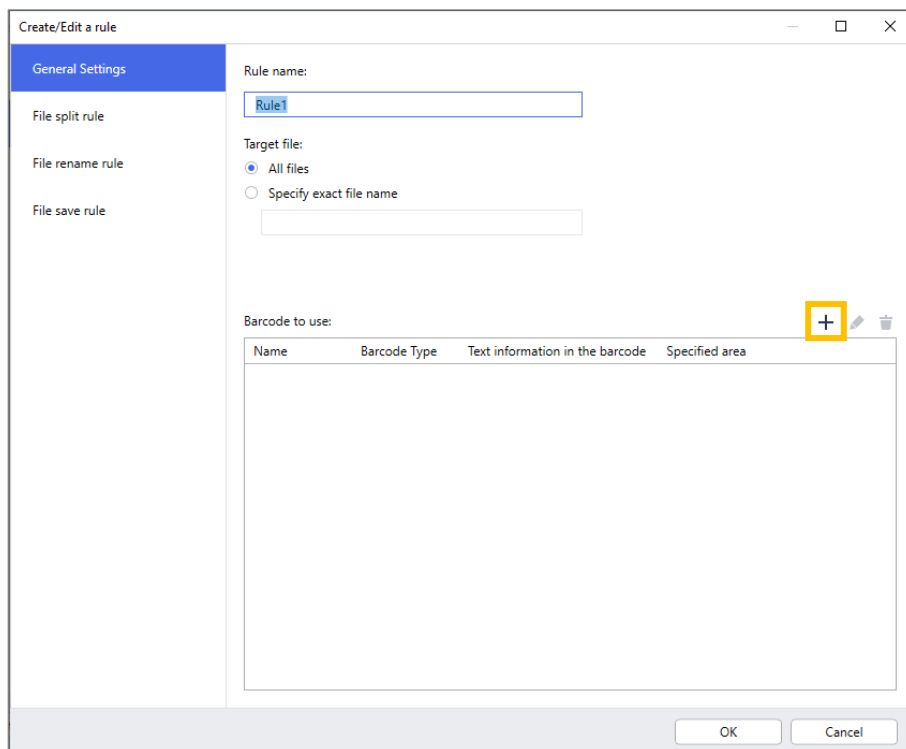 Create/Edit a rule
General Settings
File split rule
File rename rule
File save rule
Rule name:
Rule1
Target file:
All files
Specify exact file name
Barcode to use:
Name Barcode Type Text information in the barcode Specified area
OK Cancel